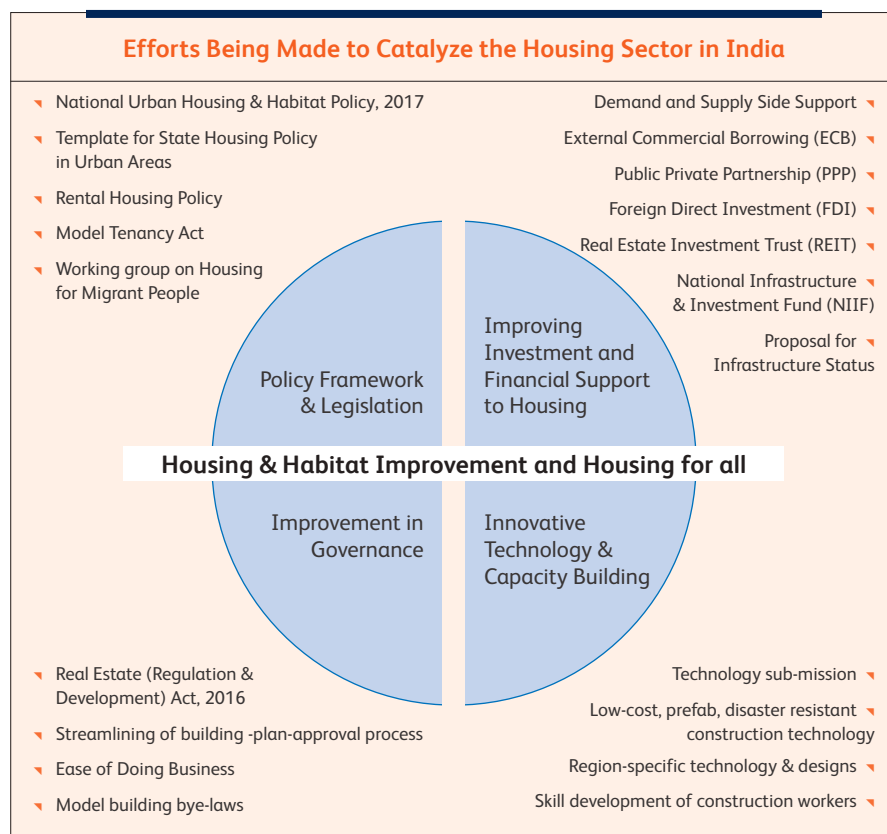 Efforts Being Made to Catalyze the Housing Sector in India
National Urban Housing & Habitat Policy, 2017
Template for State Housing Policy
in Urban Areas
Rental Housing Policy
Model Tenancy Act
Working group on Housing
for Migrant People
Demand and Supply Side Support
External Commercial Borrowing (ECB)
Public Private Partnership (PPP)
Foreign Direct Investment (FDI)
Real Estate Investment Trust (REIT)
National Infrastructure
& Investment Fund (NIIF)
Proposal for
Infrastructure Status
Policy Framework
& Legislation
Improving
Investment and
Financial Support
to Housing
Housing & Habitat Improvement and Housing for all
Improvement in
Governance
Innovative
Technology &
Capacity Building
Real Estate (Regulation &
Development) Act, 2016
Streamlining of building -plan-approval process
Ease of Doing Business
Model building bye-laws
Technology sub-mission
Low-cost, prefab, disaster resistant
construction technology
Region-specific technology & designs
Skill development of construction workers